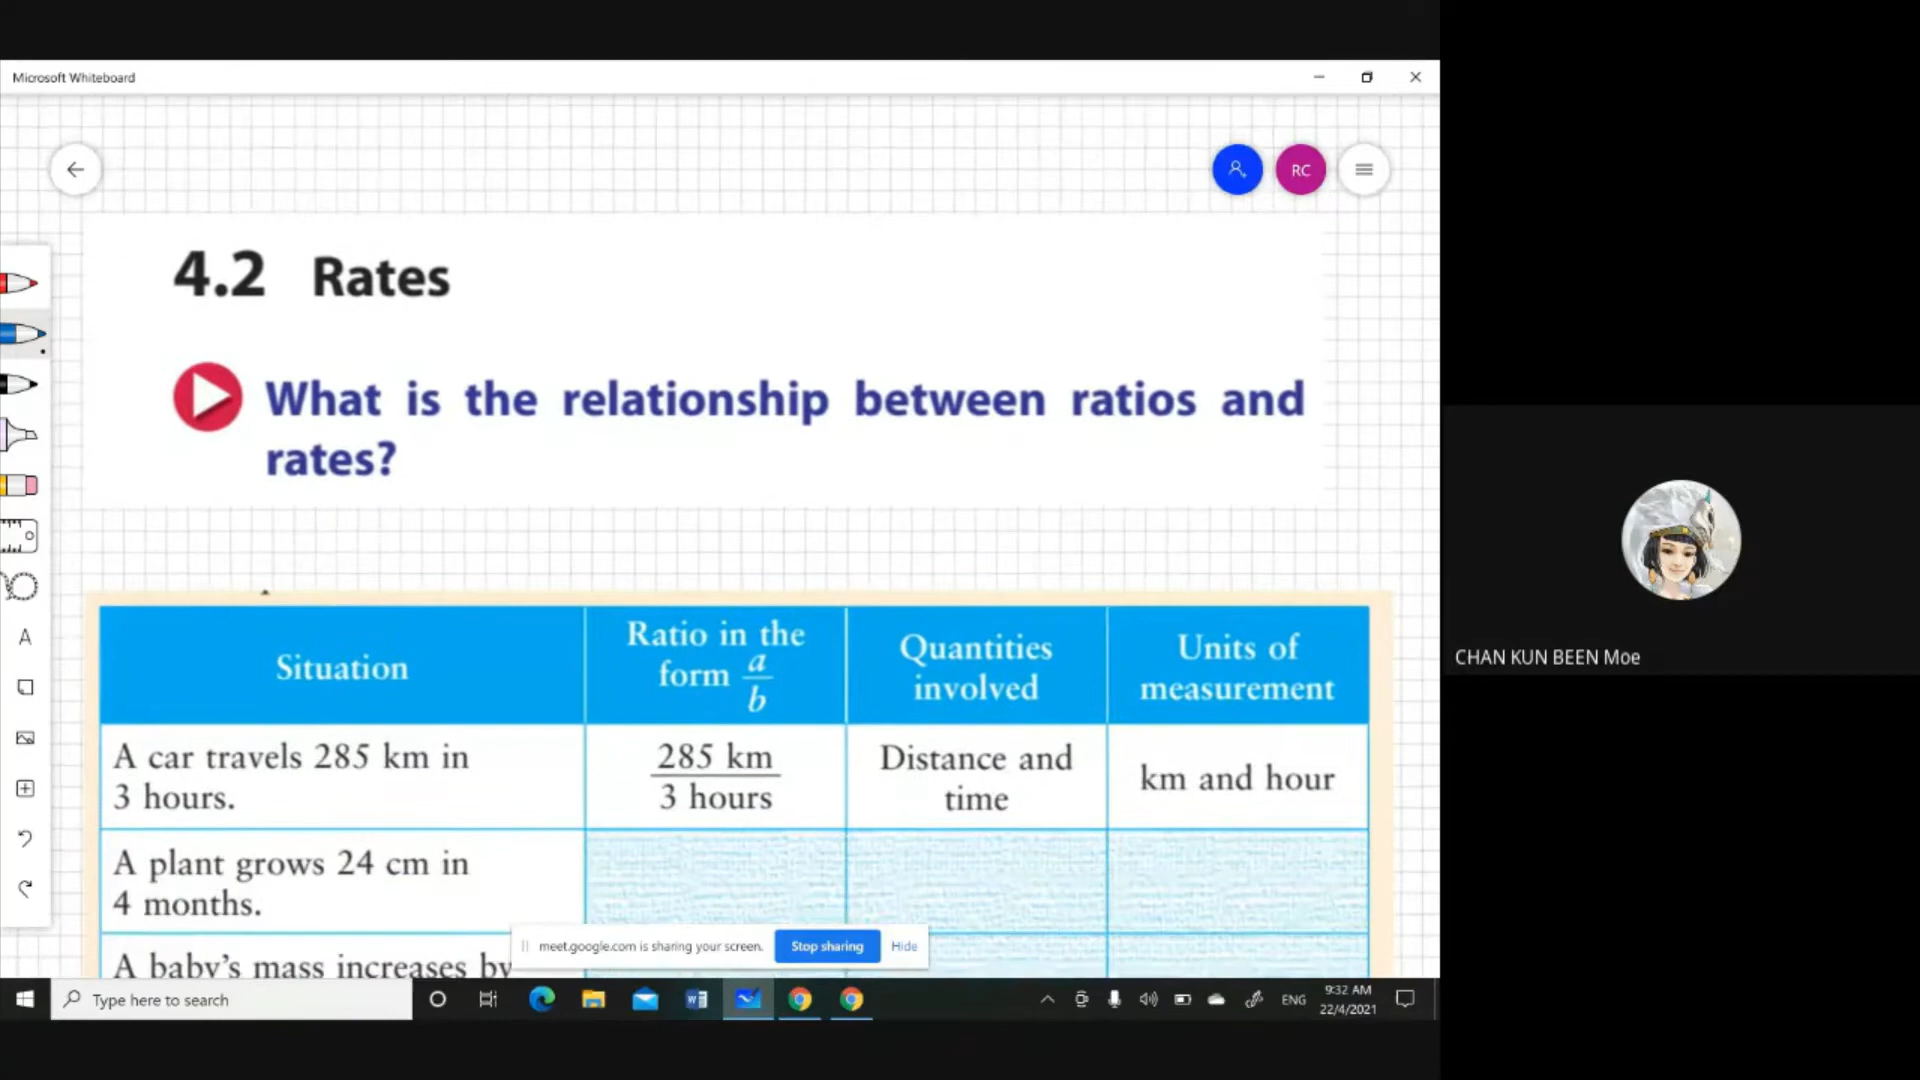 Microsoft Whiteboard
RC
4.2 Rates
What is the relationship between ratios and
rates?
Situation
Ratio in the
form a/b
Quantities
involved
Units of
measurement
A car travels 285 km in
3 hours.
285 km
3 hours
Distance and
time
km and hour
A plant grows 24 cm in
4 months.
A baby's mass increases by
meet.google.com is sharing your screen.
Stop sharing
Hide
A
CHAN KUN BEEN Moe
Type here to search
ENG
9:32 AM
22/4/2021